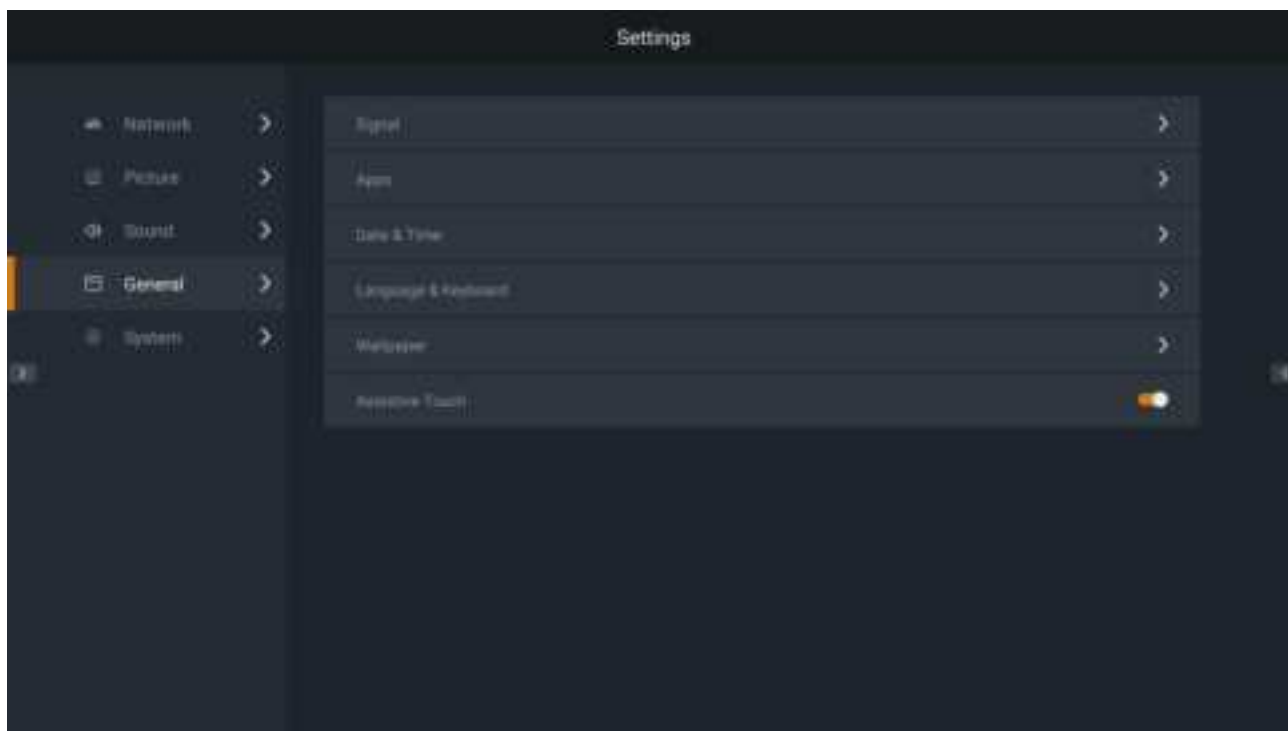 Settings
Network
Picture
Sound
General
System
Signal
Apps
Date & Time
Language & Keyboard
Wallpaper
Assistive Touch